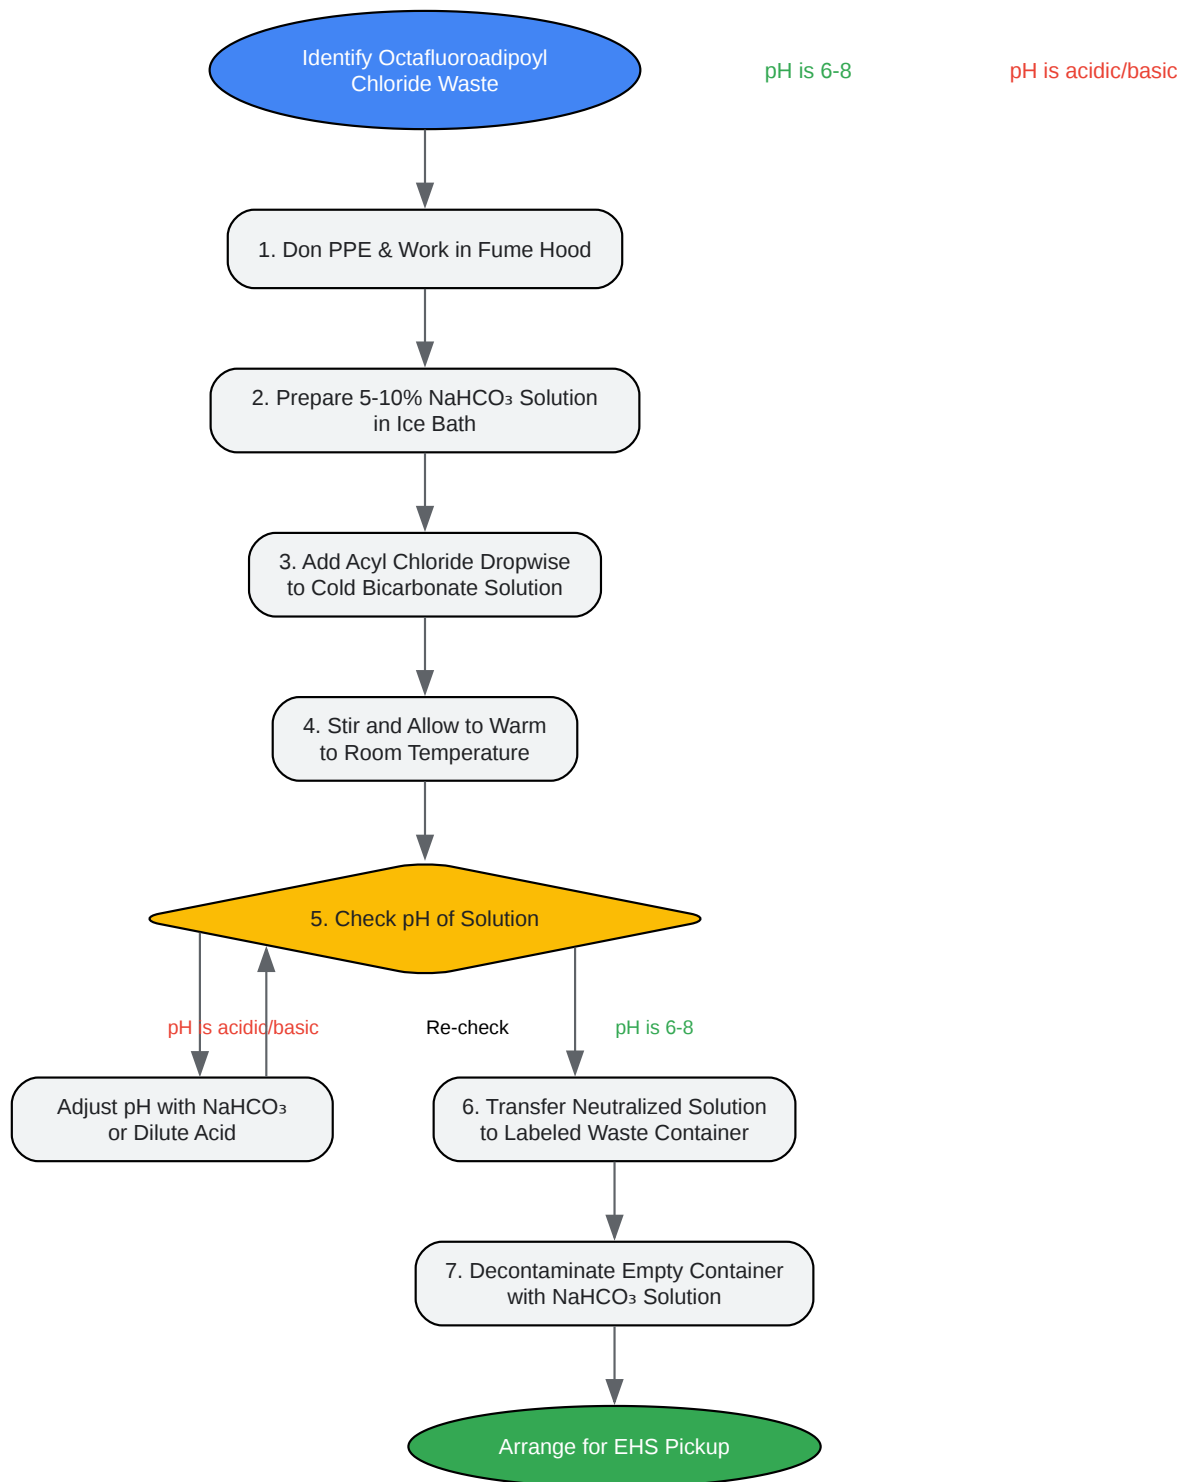 Identify Octafluoroadipoyl
Chloride Waste
pH is 6-8
pH is acidic/basic
1. Don PPE & Work in Fume Hood
2. Prepare 5-10% NaHCO₃ Solution
in Ice Bath
3. Add Acyl Chloride Dropwise
to Cold Bicarbonate Solution
4. Stir and Allow to Warm
to Room Temperature
5. Check pH of Solution
pH is acidic/basic
Re-check
pH is 6-8
Adjust pH with NaHCO₃
or Dilute Acid
6. Transfer Neutralized Solution
to Labeled Waste Container
7. Decontaminate Empty Container
with NaHCO₃ Solution
Arrange for EHS Pickup